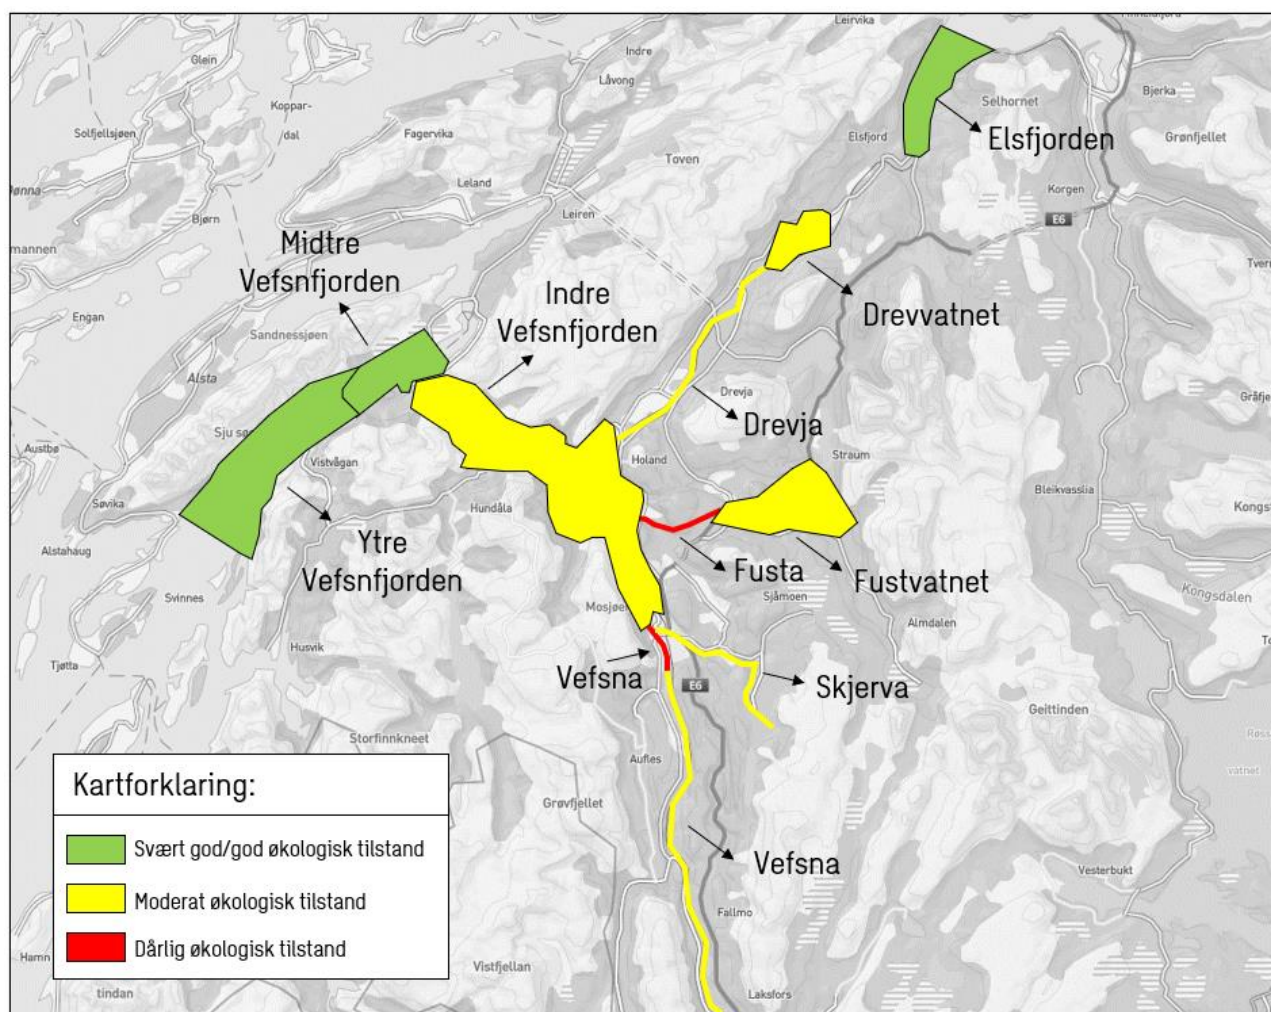 Leirvika
Indre
Låvong
Glein
Koppar-
dal
Solfjellsjøen
Fagervika
Toven
Elsfjord
Selhornet
Bjerka
Grønfjellet
Elsfjorden
Leland
Korgen
E6
Bjørn
Leiren
Midtre
Vefsnfjorden
Indre
Vefsnfjorden
Drevvatnet
Engan
Sandnessjøen
Alsta
Drevja
Drevja
Austbø
Vistvågan
Holand
Straum
Søvika
Hundåla
Bleikvasslia
Alstahaug
Ytre
Vefsnfjorden
Fusta
Fustvatnet
Svinnes
Sjåmoen
Kongsdalen
Almdalen
Husvik
Tjøtta
Vefsna
E6
Skjerva
Geittinden
Storfinnkneet
Aufles
vatnet
Grøvfjellet
Kartforklaring:
Svært god/god økologisk tilstand
Moderat økologisk tilstand
Dårlig økologisk tilstand
Vefsna
Vesterbukt
Fallmo
Vistfjellan
Laksfors
tindan